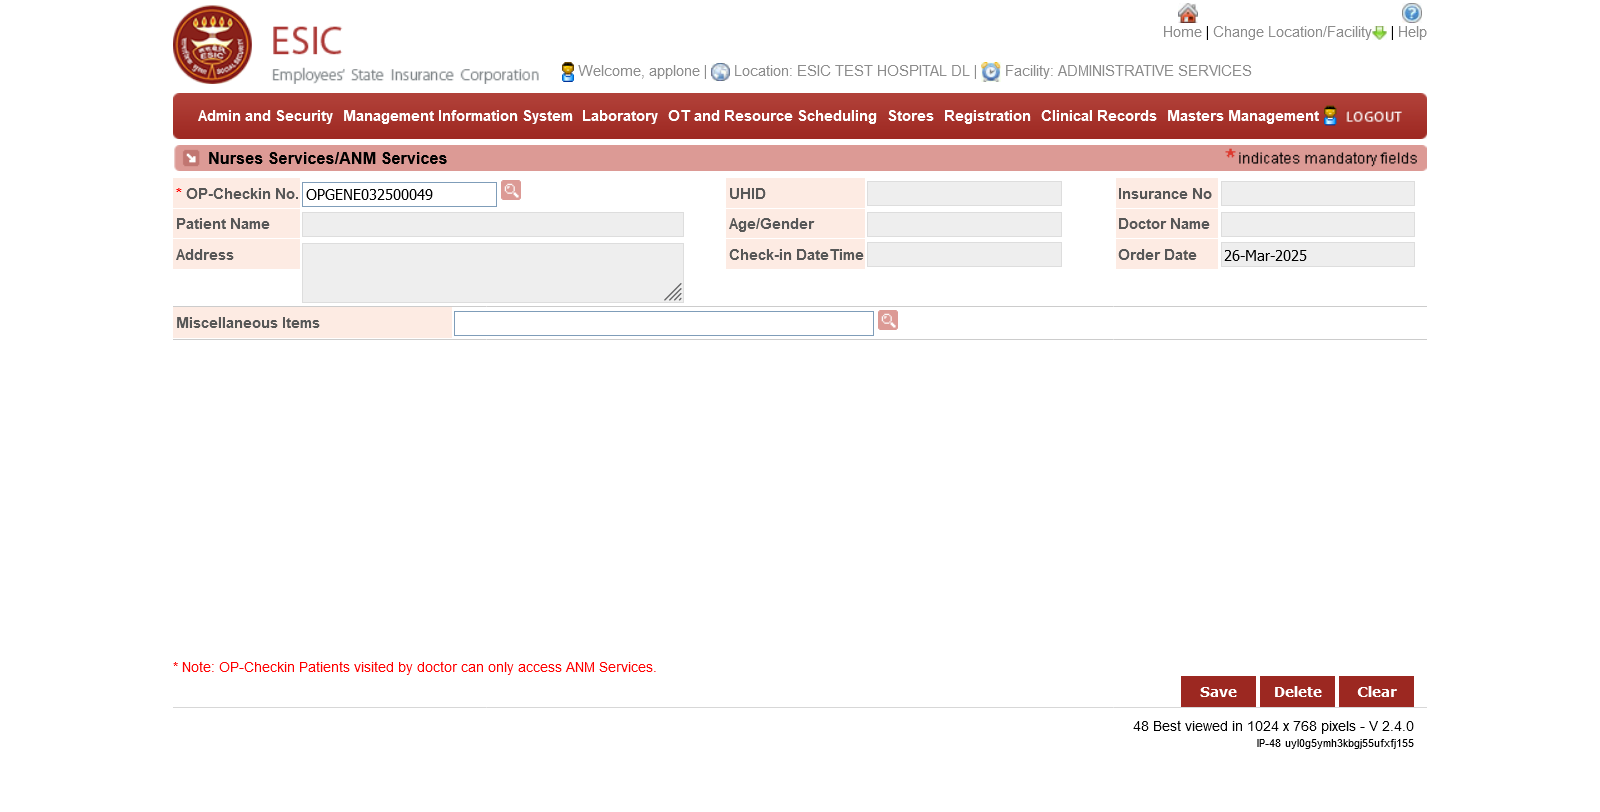 ESIC
Employees' State Insurance Corporation
Home | Change Location/Facility | Help
Welcome, applone | Location: ESIC TEST HOSPITAL DL | Facility: ADMINISTRATIVE SERVICES
Admin and Security Management Information System Laboratory OT and Resource Scheduling Stores Registration Clinical Records Masters Management LOGOUT
Nurses Services/ANM Services *indicates mandatory fields
* OP-Checkin No. OPGENE032500049 UHID Insurance No
Patient Name Age/Gender Doctor Name
Address Check-in DateTime Order Date 26-Mar-2025
Miscellaneous Items
* Note: OP-Checkin Patients visited by doctor can only access ANM Services.
Save Delete Clear
48 Best viewed in 1024 x 768 pixels - V 2.4.0
IP-48 uyl0g5ymh3kbgj55ufxfj155